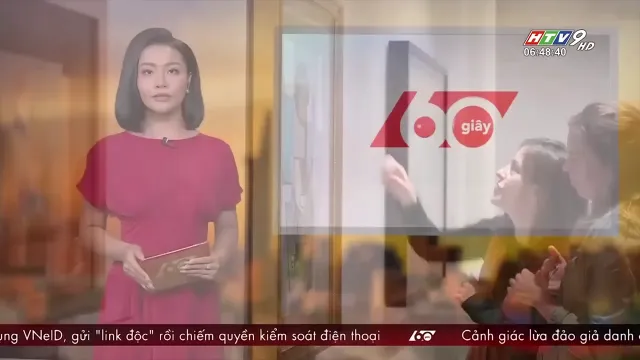 HTV9 HD
06:48:40
60 giây
ung VNeID, gửi "link độc" rồi chiếm quyền kiểm soát điện thoại 60 Cảnh giác lừa đảo giả danh